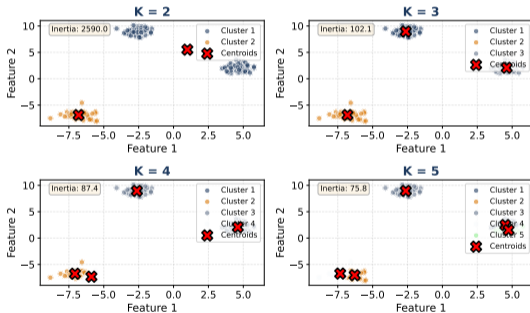 K = 2
Inertia: 2590.0
Cluster 1
Cluster 2
Centroids
Feature 2
10
5
0
−5
−7.5 −5.0 −2.5 0.0 2.5 5.0
Feature 1
K = 3
Inertia: 102.1
Cluster 1
Cluster 2
Cluster 3
Centroids
Feature 2
10
5
0
−5
−7.5 −5.0 −2.5 0.0 2.5 5.0
Feature 1
K = 4
Inertia: 87.4
Cluster 1
Cluster 2
Cluster 3
Cluster 4
Centroids
Feature 2
10
5
0
−5
−7.5 −5.0 −2.5 0.0 2.5 5.0
Feature 1
K = 5
Inertia: 75.8
Cluster 1
Cluster 2
Cluster 3
Cluster 4
Cluster 5
Centroids
Feature 2
10
5
0
−5
−7.5 −5.0 −2.5 0.0 2.5 5.0
Feature 1